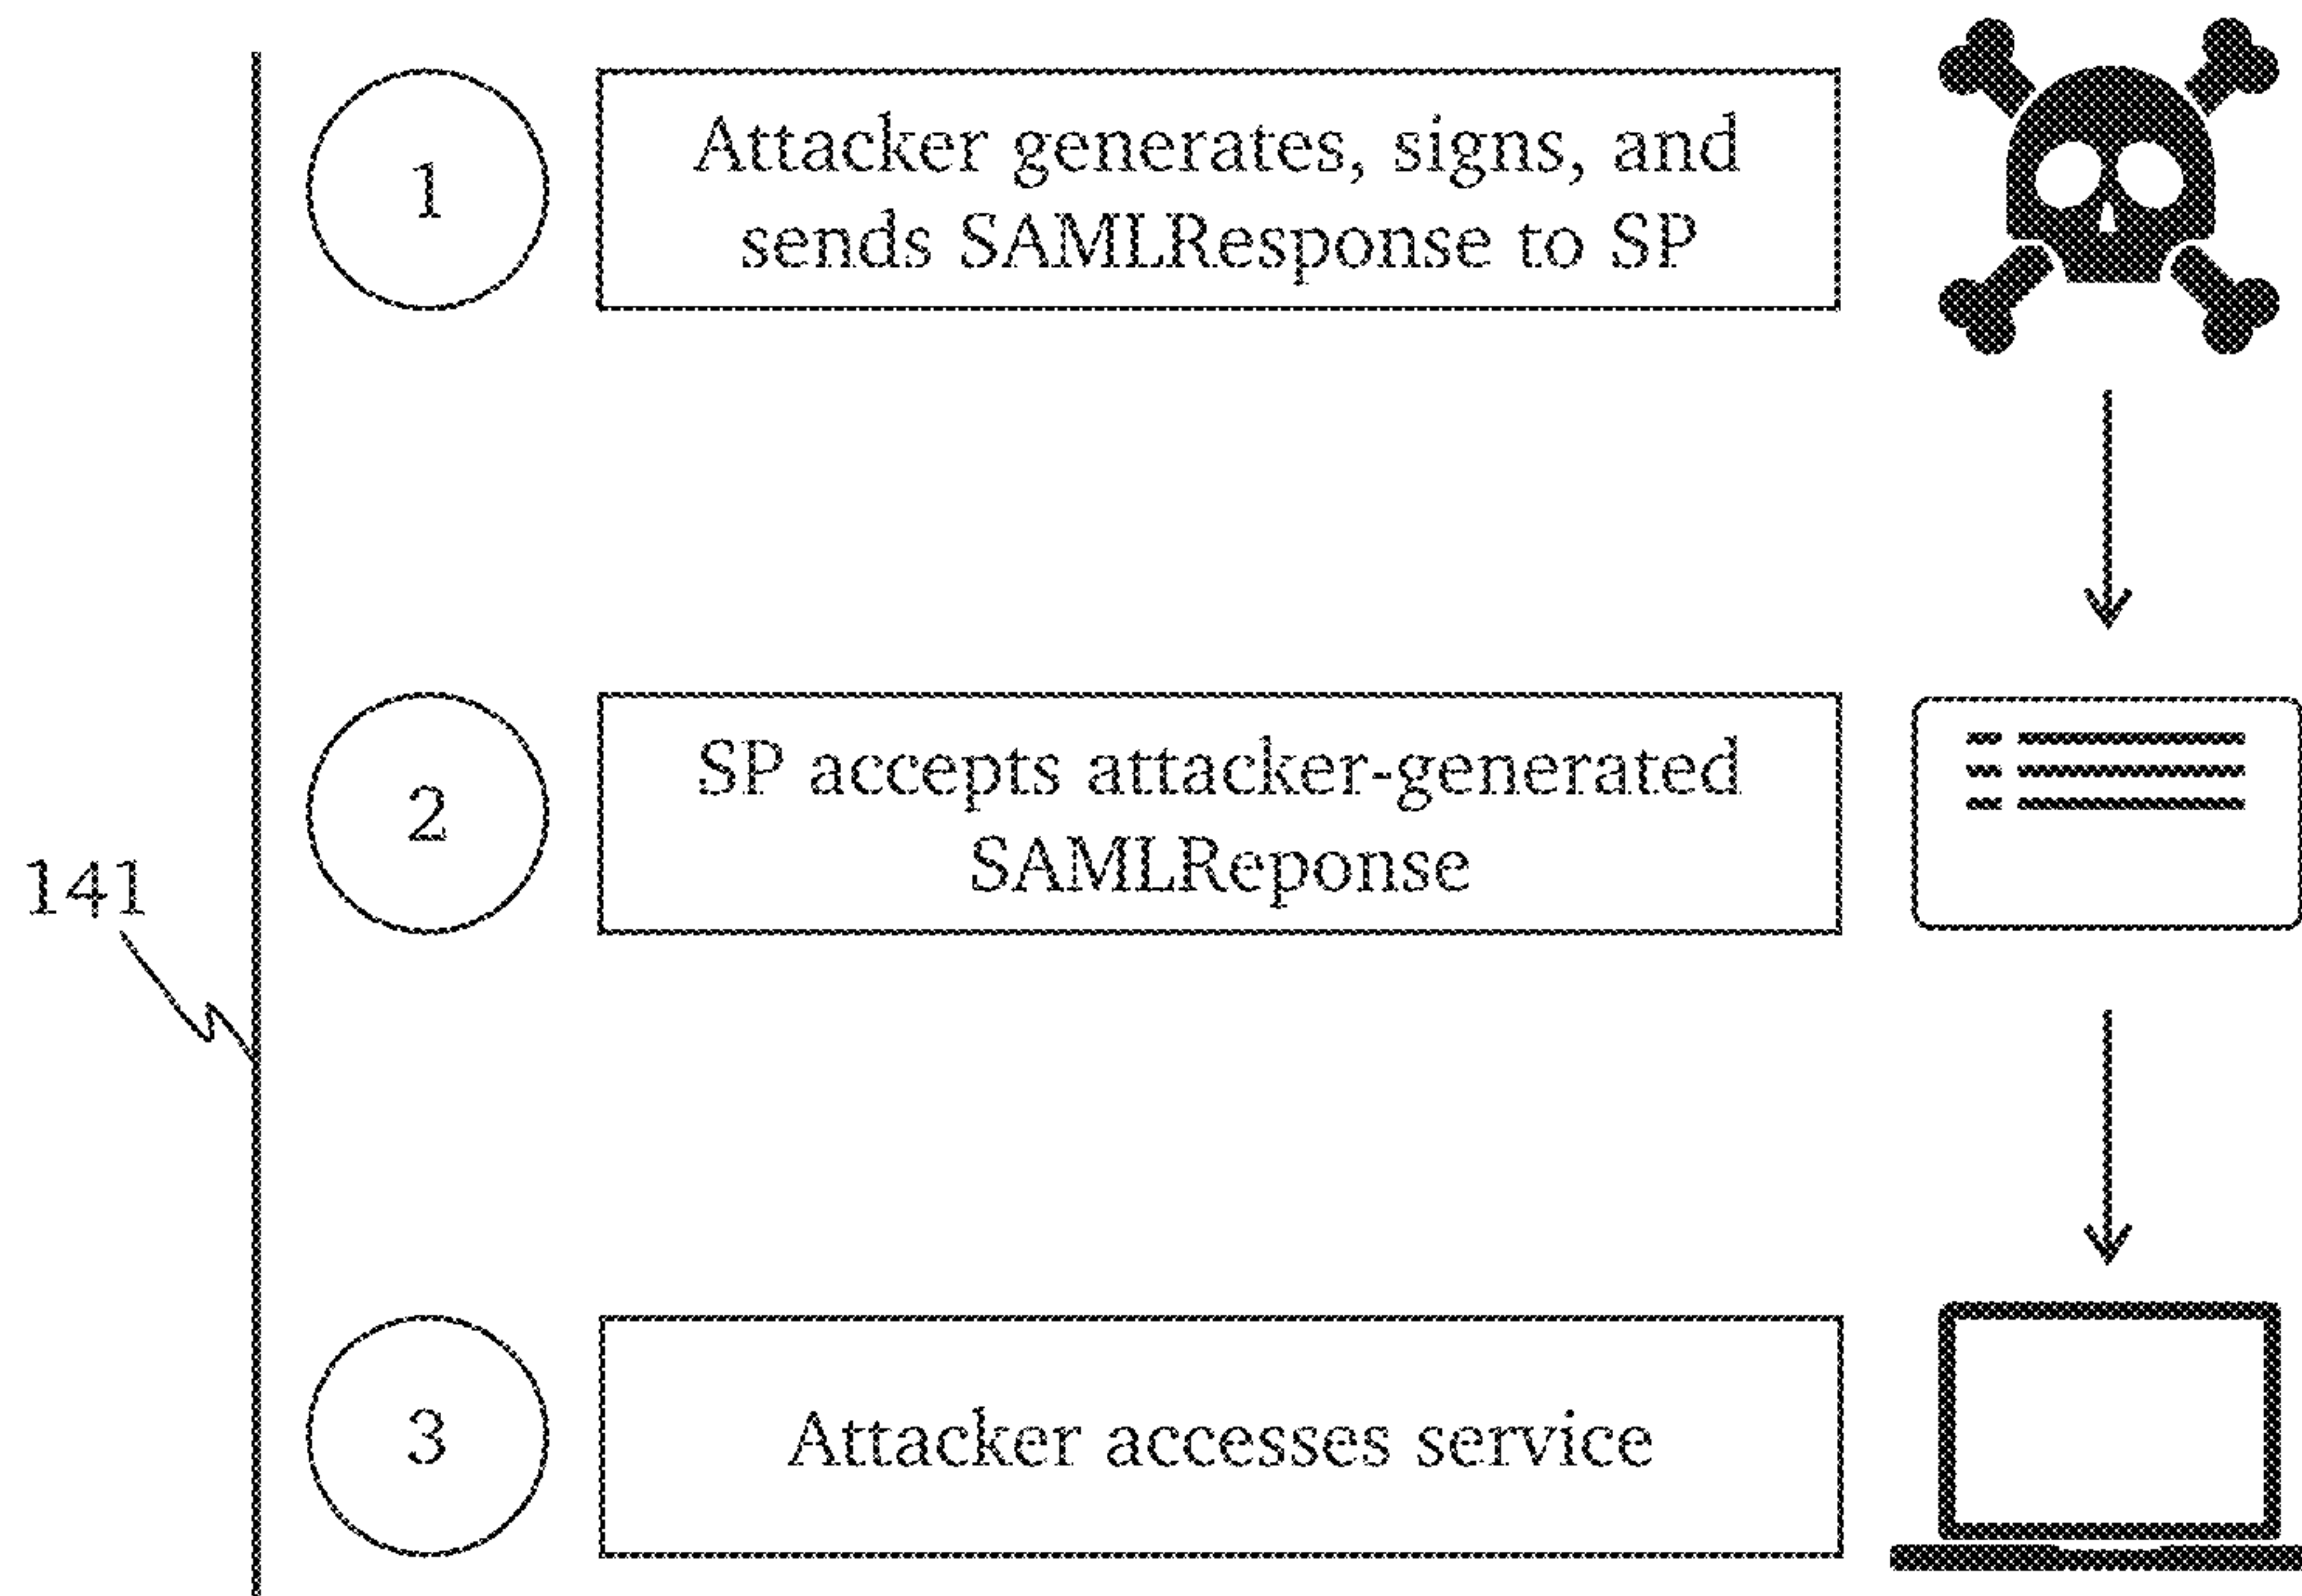 1
Attacker generates, signs, and
sends SAMLResponse to SP
2
SP accepts attacker-generated
SAMLReponse
141
3
Attacker accesses service